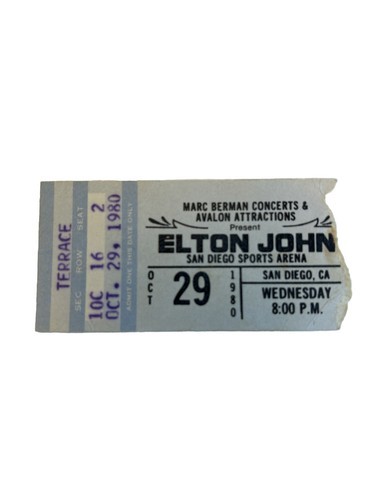 TERRACE
SEC ROW SEAT
10C 16 2
OCT. 29, 1980
ADMIT ONE THIS DATE ONLY
MARC BERMAN CONCERTS &
AVALON ATTRACTIONS
Present
ELTON JOHN
SAN DIEGO SPORTS ARENA
OCT
29
1980
SAN DIEGO, CA
WEDNESDAY
8:00 P.M.